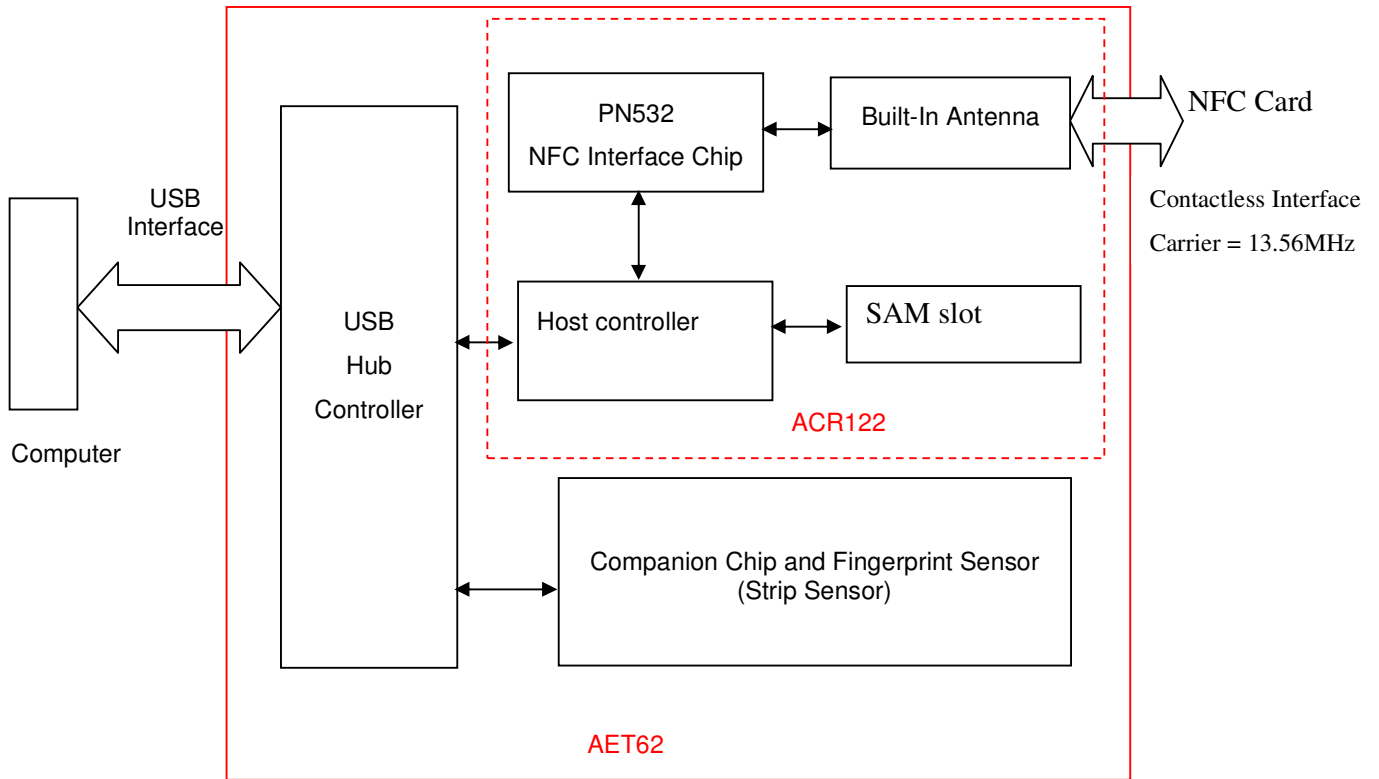 PN532
NFC Interface Chip
Built-In Antenna
NFC Card
USB
Interface
Contactless Interface
Carrier = 13.56MHz
USB
Hub
Controller
Host controller
SAM slot
ACR122
Computer
Companion Chip and Fingerprint Sensor
(Strip Sensor)
AET62